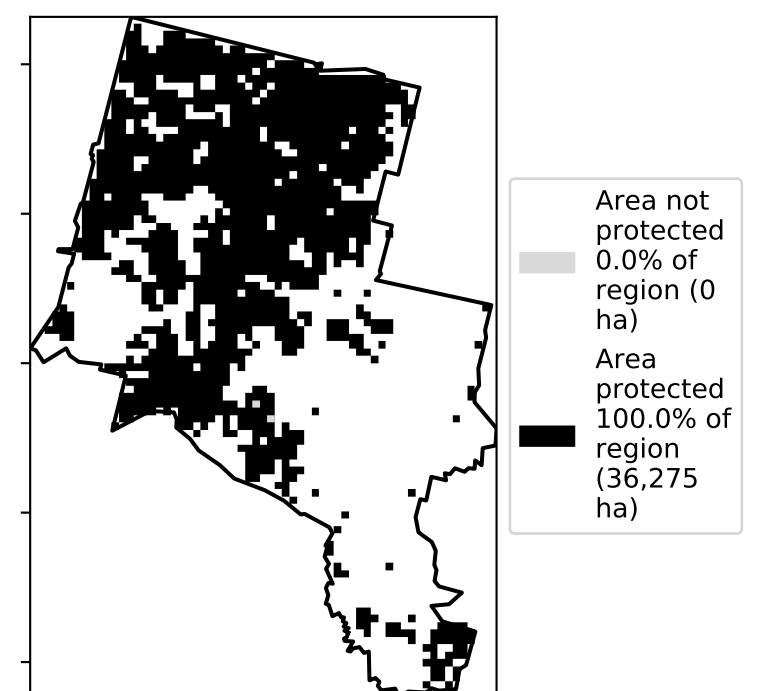 Area not
protected
0.0% of
region (0
ha)
Area
protected
100.0% of
region
(36,275
ha)